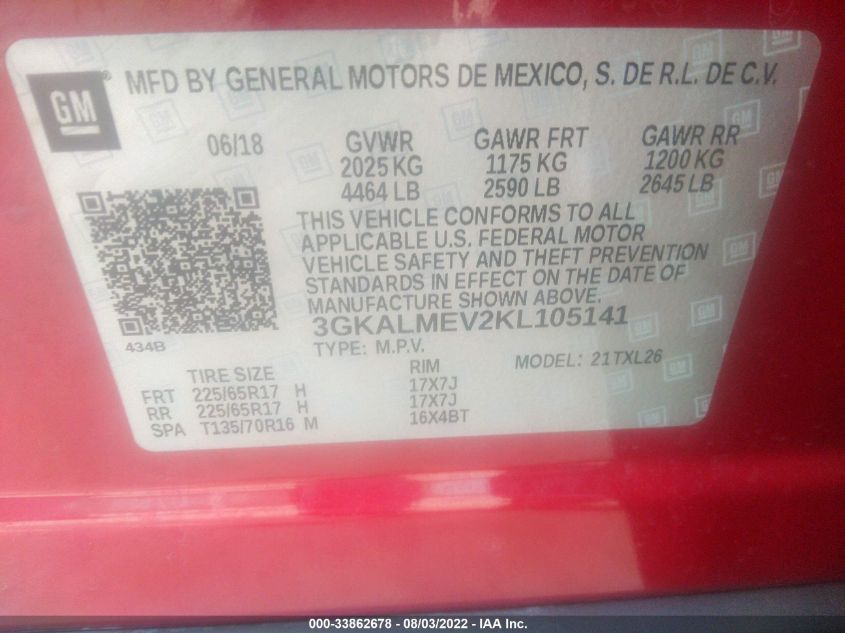 GM ® MFD BY GENERAL MOTORS DE MEXICO, S. DE R.L. DE C.V.
06/18 GVWR GAWR FRT GAWR RR
2025 KG 1175 KG 1200 KG
4464 LB 2590 LB 2645 LB
THIS VEHICLE CONFORMS TO ALL
APPLICABLE U.S. FEDERAL MOTOR
VEHICLE SAFETY AND THEFT PREVENTION
STANDARDS IN EFFECT ON THE DATE OF
MANUFACTURE SHOWN ABOVE.
434B 3GKALMEV2KL105141
TYPE: M.P.V. MODEL: 21TXL26
TIRE SIZE RIM
FRT 225/65R17 H 17X7J
RR 225/65R17 H 17X7J
SPA T135/70R16 M 16X4BT
000-33862678 - 08/03/2022 - IAA Inc.